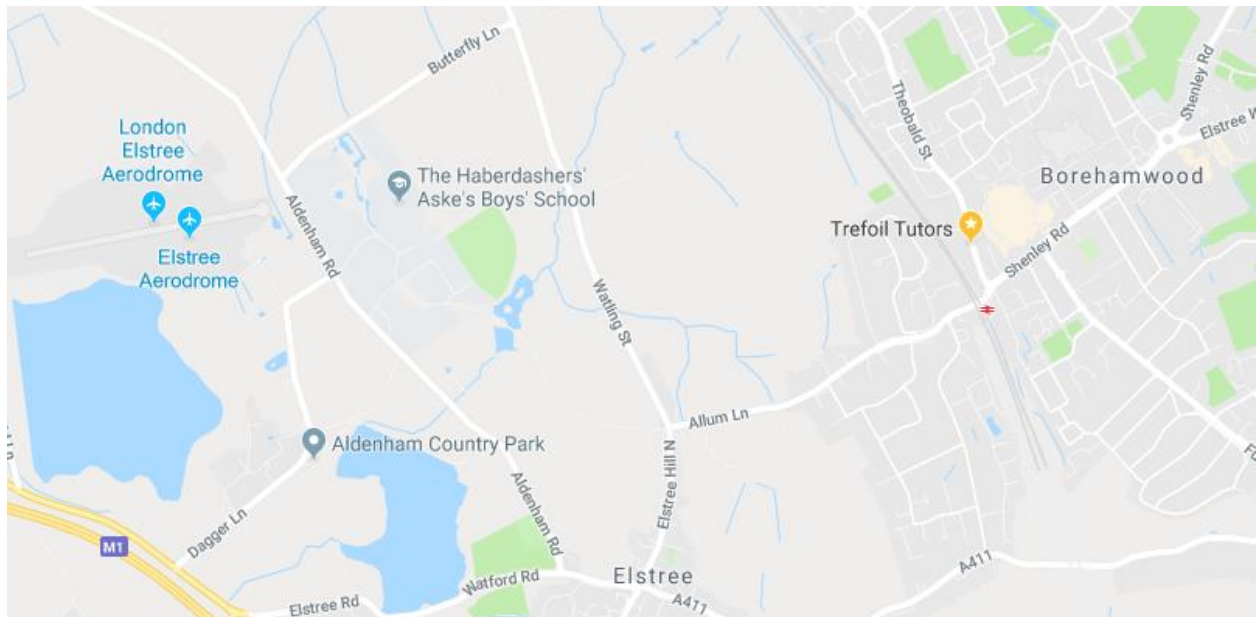 Butterfly Ln
Theobald St
Shenley Rd
London
Elstree
Aerodrome
Elstree W
The Haberdashers'
Aske's Boys' School
Borehamwood
Aldenham Rd
Trefoil Tutors
Elstree
Aerodrome
Shenley Rd
Watling St
Allum Ln
Aldenham Country Park
Elstree Hill N
Aldenham Rd
Dagger Ln
M1
A411
Watford Rd
Elstree
Elstree Rd
A411